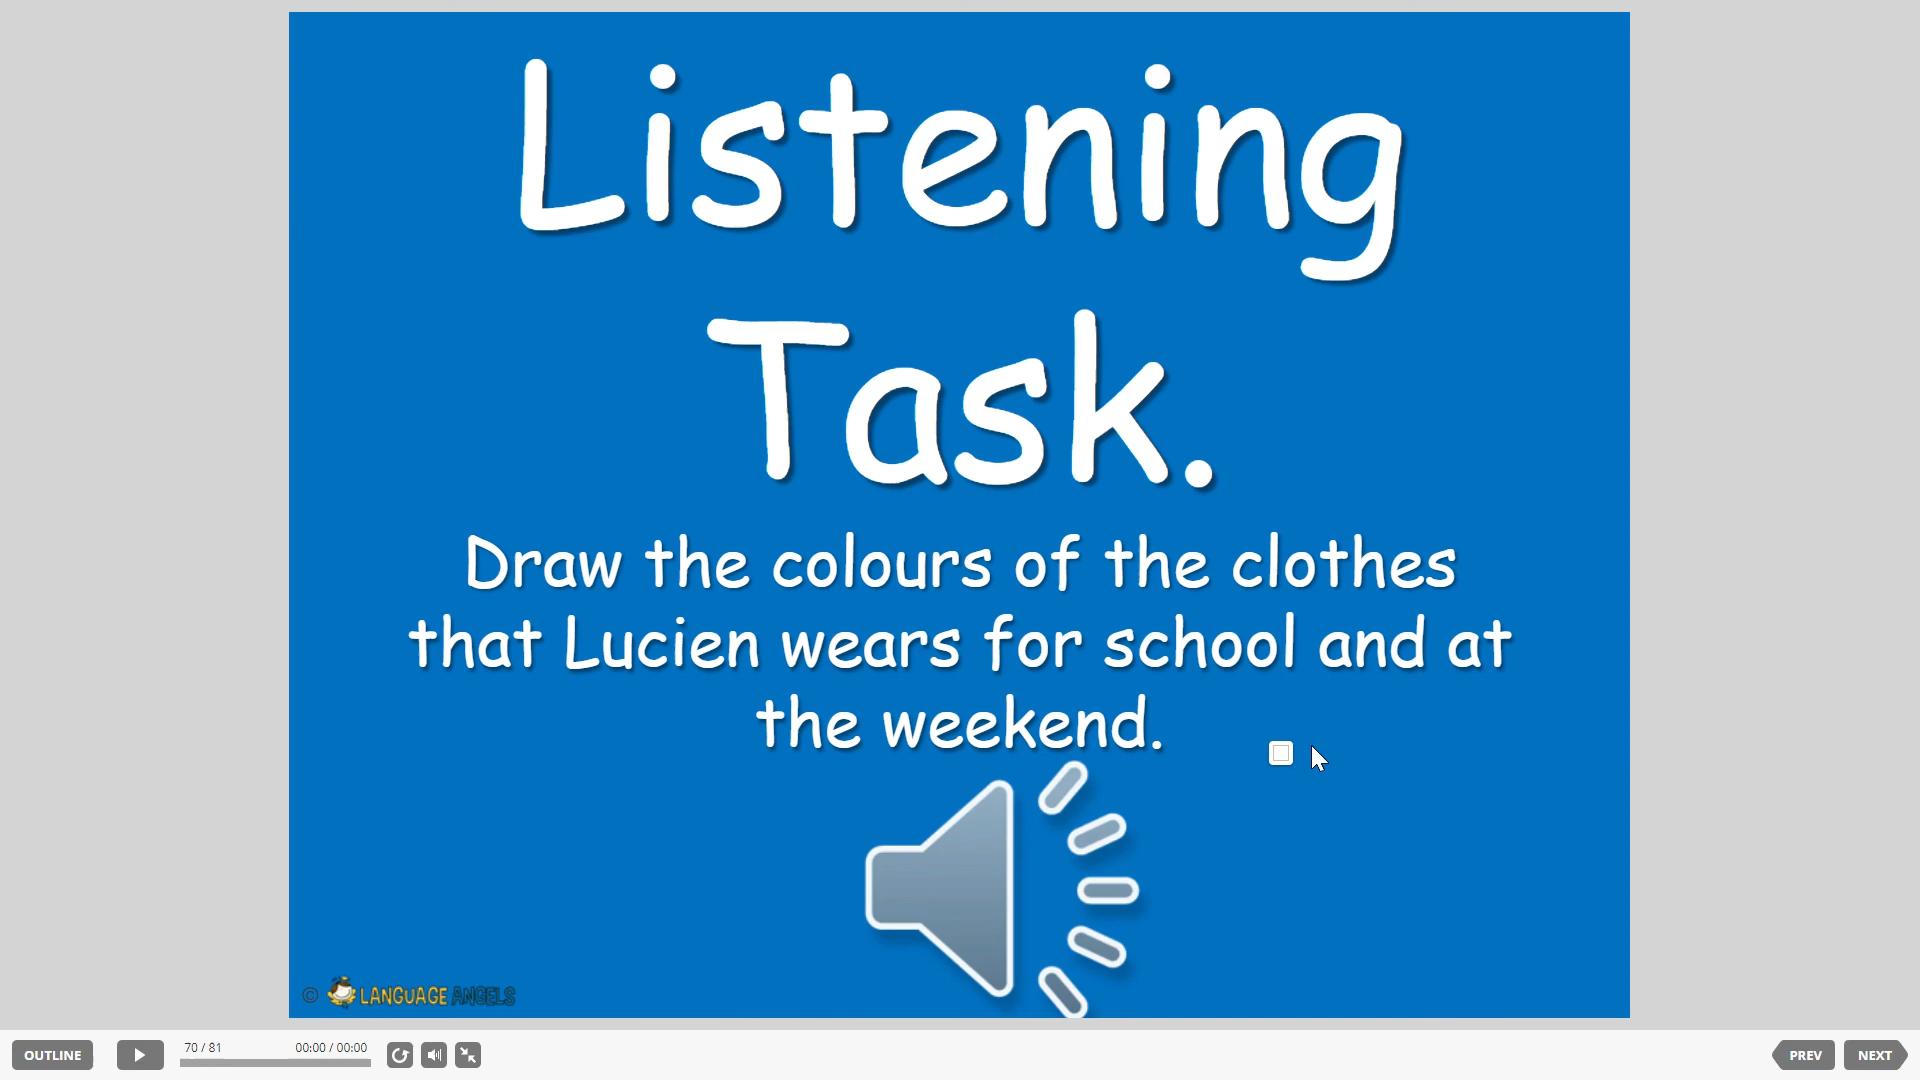 Listening
Task.
Draw the colours of the clothes
that Lucien wears for school and at
the weekend.
© LANGUAGE ANGELS
OUTLINE
70 / 81
00:00 / 00:00
PREV
NEXT